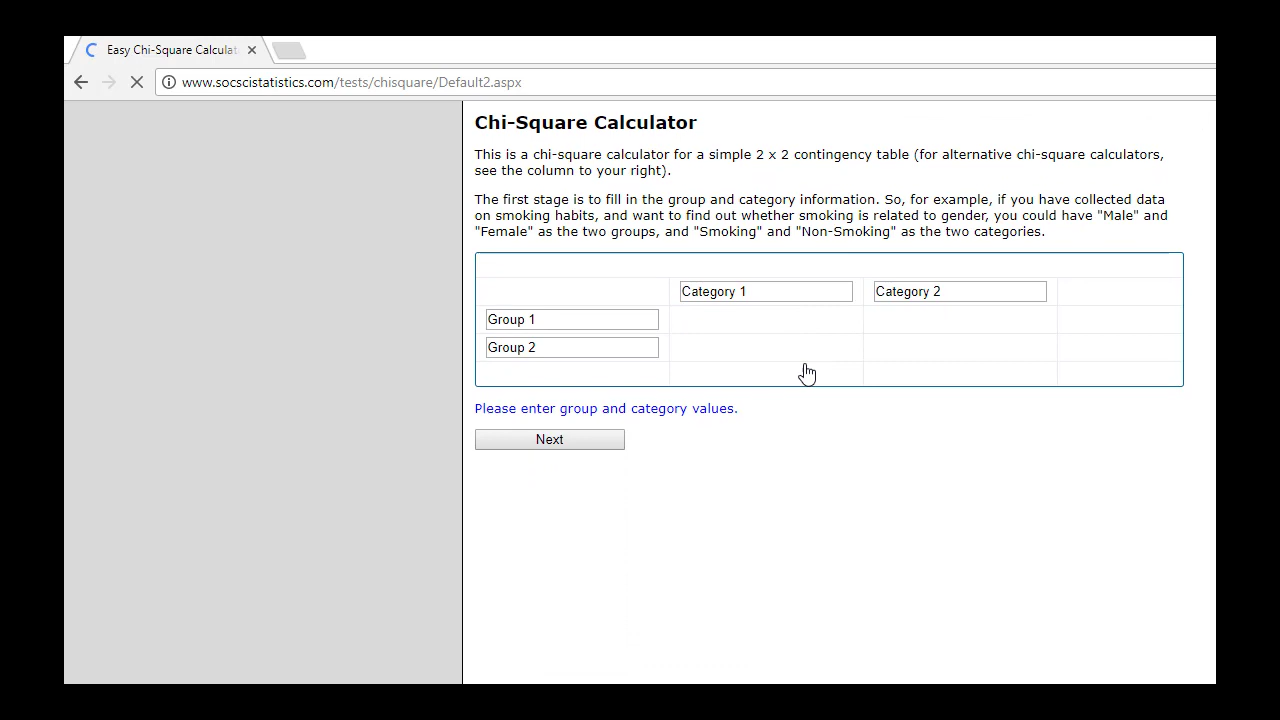 Easy Chi-Square Calculat
www.socscistatistics.com/tests/chisquare/Default2.aspx
Chi-Square Calculator
This is a chi-square calculator for a simple 2 x 2 contingency table (for alternative chi-square calculators,
see the column to your right).
The first stage is to fill in the group and category information. So, for example, if you have collected data
on smoking habits, and want to find out whether smoking is related to gender, you could have "Male" and
"Female" as the two groups, and "Smoking" and "Non-Smoking" as the two categories.
Category 1
Category 2
Group 1
Group 2
Please enter group and category values.
Next